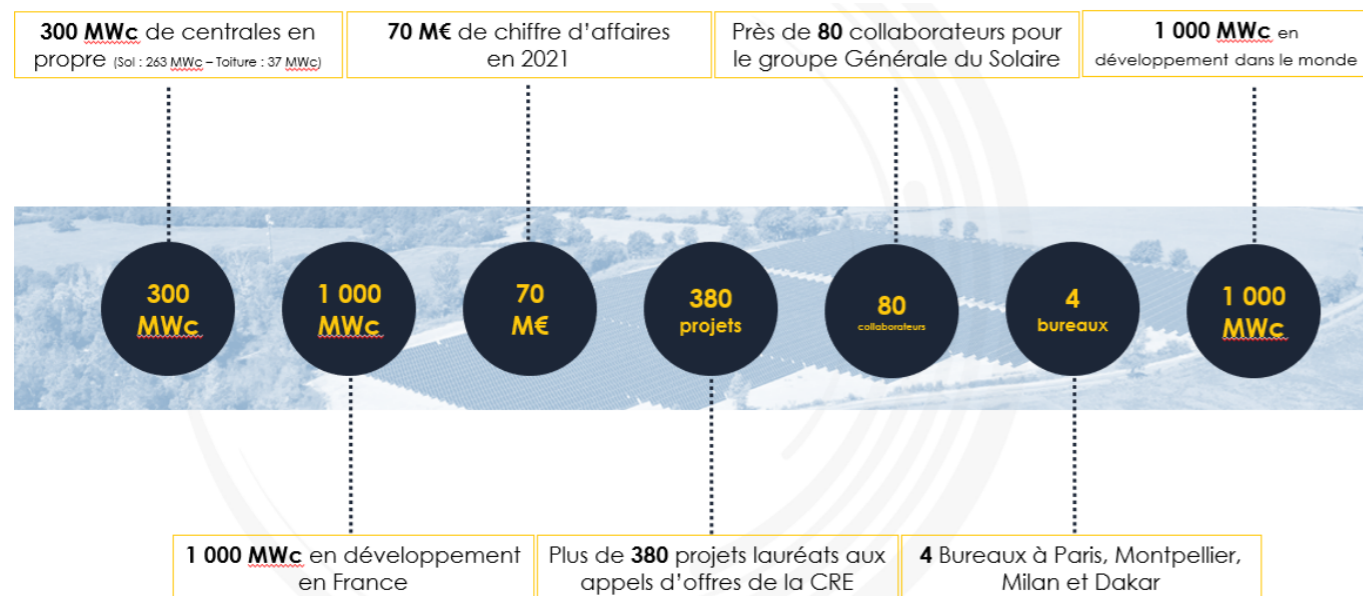 300 MWc de centrales en
propre (Sol : 263 MWc – Toiture : 37 MWc)
70 M€ de chiffre d’affaires
en 2021
Près de 80 collaborateurs pour
le groupe Générale du Solaire
1 000 MWc en
développement dans le monde
300
MWc
1 000
MWc
70
M€
380
projets
80
collaborateurs
4
bureaux
1 000
MWc
1 000 MWc en développement
en France
Plus de 380 projets lauréats aux
appels d’offres de la CRE
4 Bureaux à Paris, Montpellier,
Milan et Dakar